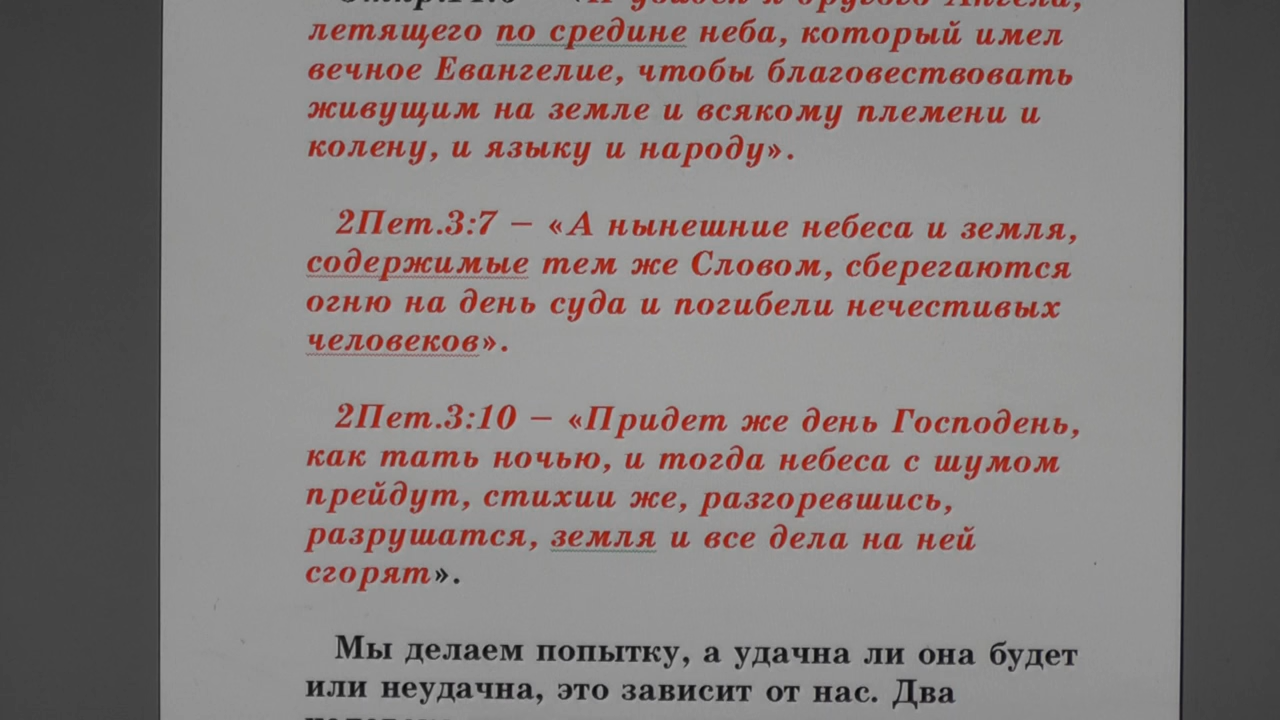 летящего по средине неба, который имел
вечное Евангелие, чтобы благовествовать
живущим на земле и всякому племени и
колену, и языку и народу».
2Пет.3:7 – «А нынешние небеса и земля,
содержимые тем же Словом, сберегаются
огню на день суда и погибели нечестивых
человеков».
2Пет.3:10 – «Придет же день Господень,
как тать ночью, и тогда небеса с шумом
прейдут, стихии же, разгоревшись,
разрушатся, земля и все дела на ней
сгорят».
Мы делаем попытку, а удачна ли она будет
или неудачна, это зависит от нас. Два